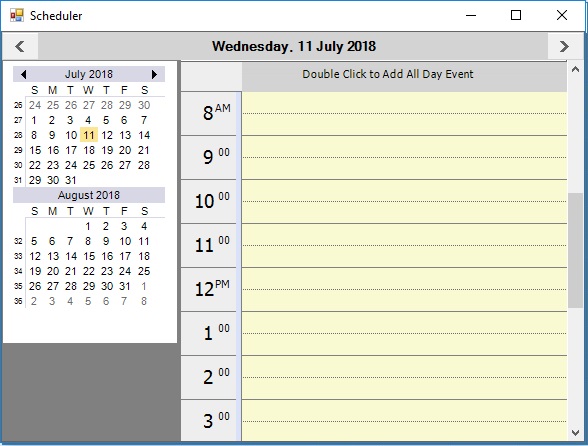 Scheduler
Wednesday, 11 July 2018
July 2018
S M T W T F S
26 24 25 26 27 28 29 30
27 1 2 3 4 5 6 7
28 8 9 10 11 12 13 14
29 15 16 17 18 19 20 21
30 22 23 24 25 26 27 28
31 29 30 31
August 2018
S M T W T F S
1 2 3 4
32 5 6 7 8 9 10 11
33 12 13 14 15 16 17 18
34 19 20 21 22 23 24 25
35 26 27 28 29 30 31 1
36 2 3 4 5 6 7 8
Double Click to Add All Day Event
8 AM
9 00
10 00
11 00
12 PM
1 00
2 00
3 00